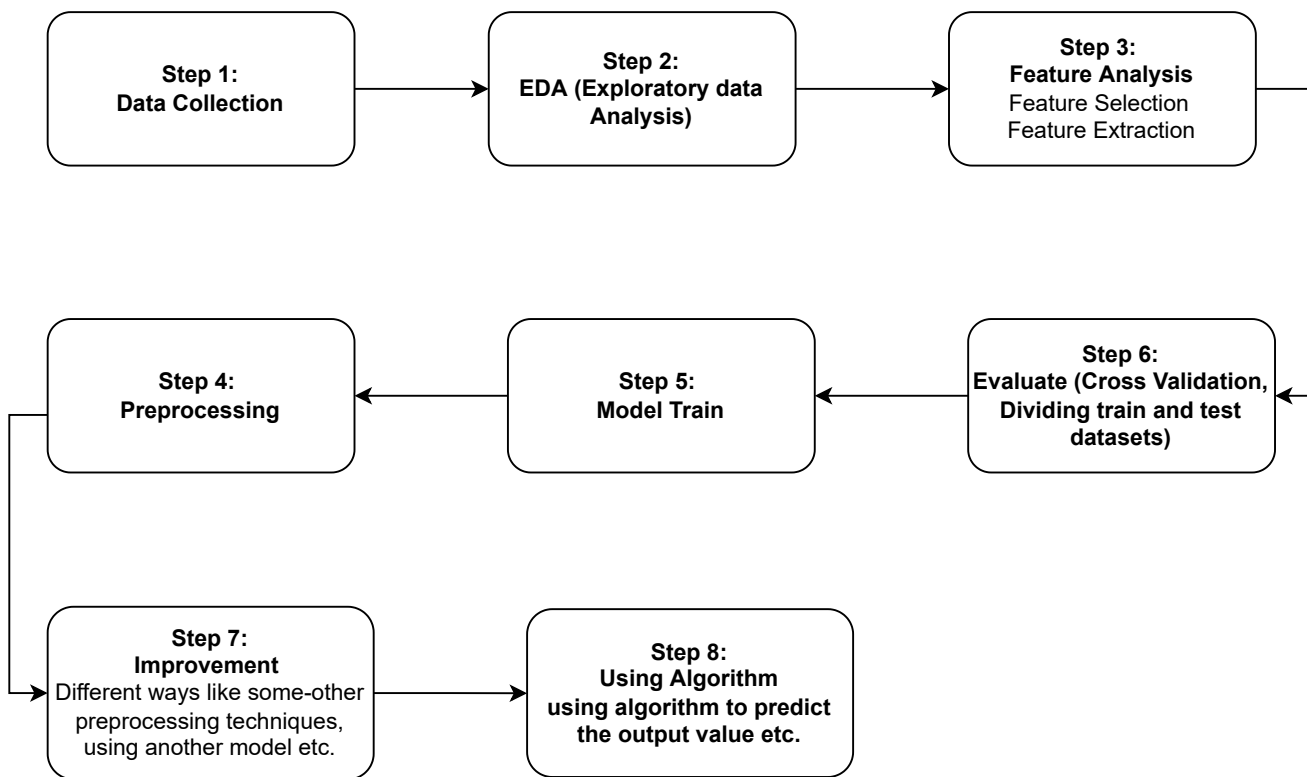 Step 1:
Data Collection
Step 2:
EDA (Exploratory data
Analysis)
Step 3:
Feature Analysis
Feature Selection
Feature Extraction
Step 4:
Preprocessing
Step 5:
Model Train
Step 6:
Evaluate (Cross Validation,
Dividing train and test
datasets)
Step 7:
Improvement
Different ways like some-other
preprocessing techniques,
using another model etc.
Step 8:
Using Algorithm
using algorithm to predict
the output value etc.